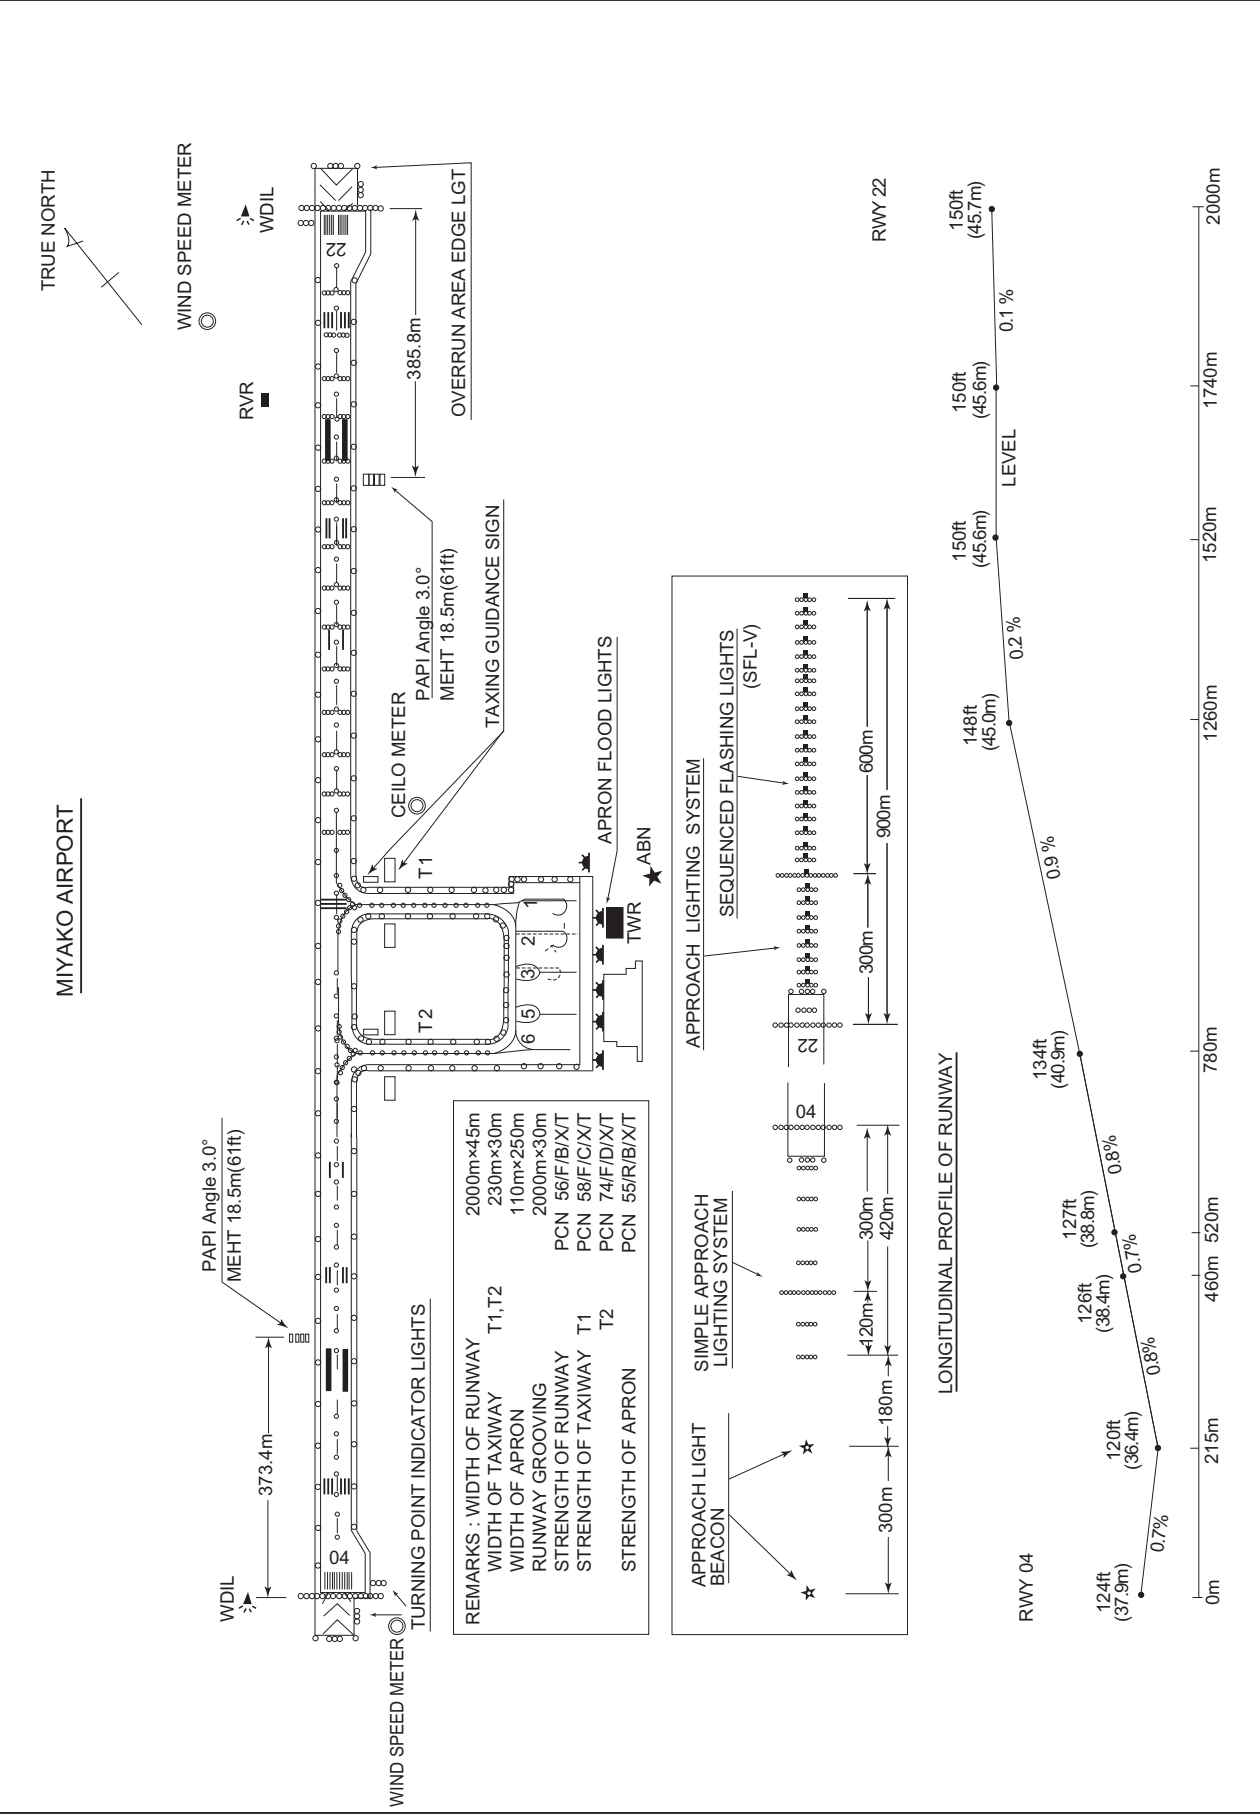 MIYAKO AIRPORT
TRUE NORTH
WIND SPEED METER
WDIL
RVR
22
385.8m
OVERRUN AREA EDGE LGT
PAPI Angle 3.0°
MEHT 18.5m(61ft)
TAXING GUIDANCE SIGN
CEILO METER
T1
T2
APRON FLOOD LIGHTS
ABN
TWR
1
2
3
5
6
PAPI Angle 3.0°
MEHT 18.5m(61ft)
373.4m
WDIL
04
TURNING POINT INDICATOR LIGHTS
WIND SPEED METER
REMARKS : WIDTH OF RUNWAY 2000m×45m
WIDTH OF TAXIWAY T1,T2 230m×30m
WIDTH OF APRON 110m×250m
RUNWAY GROOVING 2000m×30m
STRENGTH OF RUNWAY PCN 56/F/B/X/T
STRENGTH OF TAXIWAY T1 PCN 58/F/C/X/T
T2 PCN 74/F/D/X/T
STRENGTH OF APRON PCN 55/R/B/X/T
APPROACH LIGHT
BEACON
SIMPLE APPROACH
LIGHTING SYSTEM
APPROACH LIGHTING SYSTEM
SEQUENCED FLASHING LIGHTS
(SFL-V)
04
22
300m
180m
120m
300m
420m
300m
600m
900m
LONGITUDINAL PROFILE OF RUNWAY
RWY 04
RWY 22
124ft
(37.9m)
120ft
(36.4m)
126ft
(38.4m)
127ft
(38.8m)
134ft
(40.9m)
148ft
(45.0m)
150ft
(45.6m)
150ft
(45.6m)
150ft
(45.7m)
0.7%
0.8%
0.7%
0.8%
0.9 %
0.2 %
LEVEL
0.1 %
0m
215m
460m
520m
780m
1260m
1520m
1740m
2000m